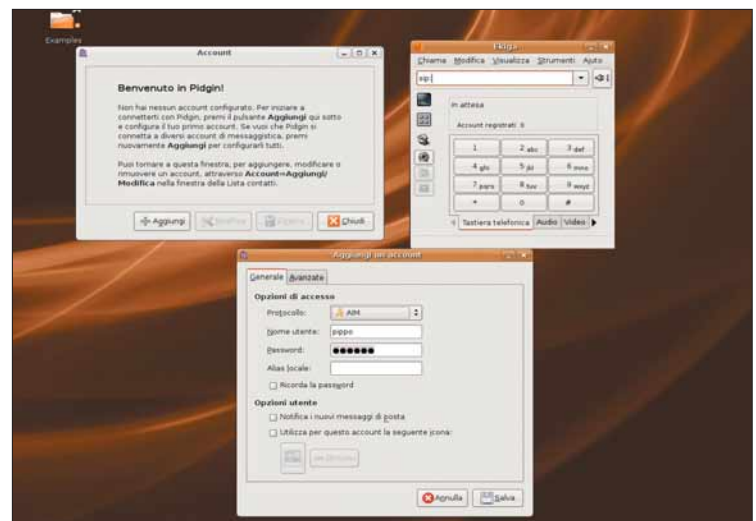 Examples
Account
Benvenuto in Pidgin!
Non hai nessun account configurato. Per iniziare a
connetterti con Pidgin, premi il pulsante Aggiungi qui sotto
e configura il tuo primo account. Se vuoi che Pidgin si
connetta a diversi account di messaggistica, premi
nuovamente Aggiungi per configurarli tutti.
Puoi tornare a questa finestra, per aggiungere, modificare o
rimuovere un account, attraverso Account→Aggiungi/
Modifica nella finestra della Lista contatti.
Aggiungi
Modifica
Elimina
Chiudi
Ekiga
Chiama Modifica Visualizza Strumenti Aiuto
sip:
In attesa
Account registrati: 0
1 2 abc 3 def
4 ghi 5 jkl 6 mno
7 pqrs 8 tuv 9 wxyz
* 0 #
Tastiera telefonica Audio Video
Aggiungi un account
Generale Avanzate
Opzioni di accesso
Protocollo: AIM
Nome utente: pippo
Password: ●●●●●●
Alias locale:
Ricorda la password
Opzioni utente
Notifica i nuovi messaggi di posta
Utilizza per questo account la seguente icona:
Annulla
Salva